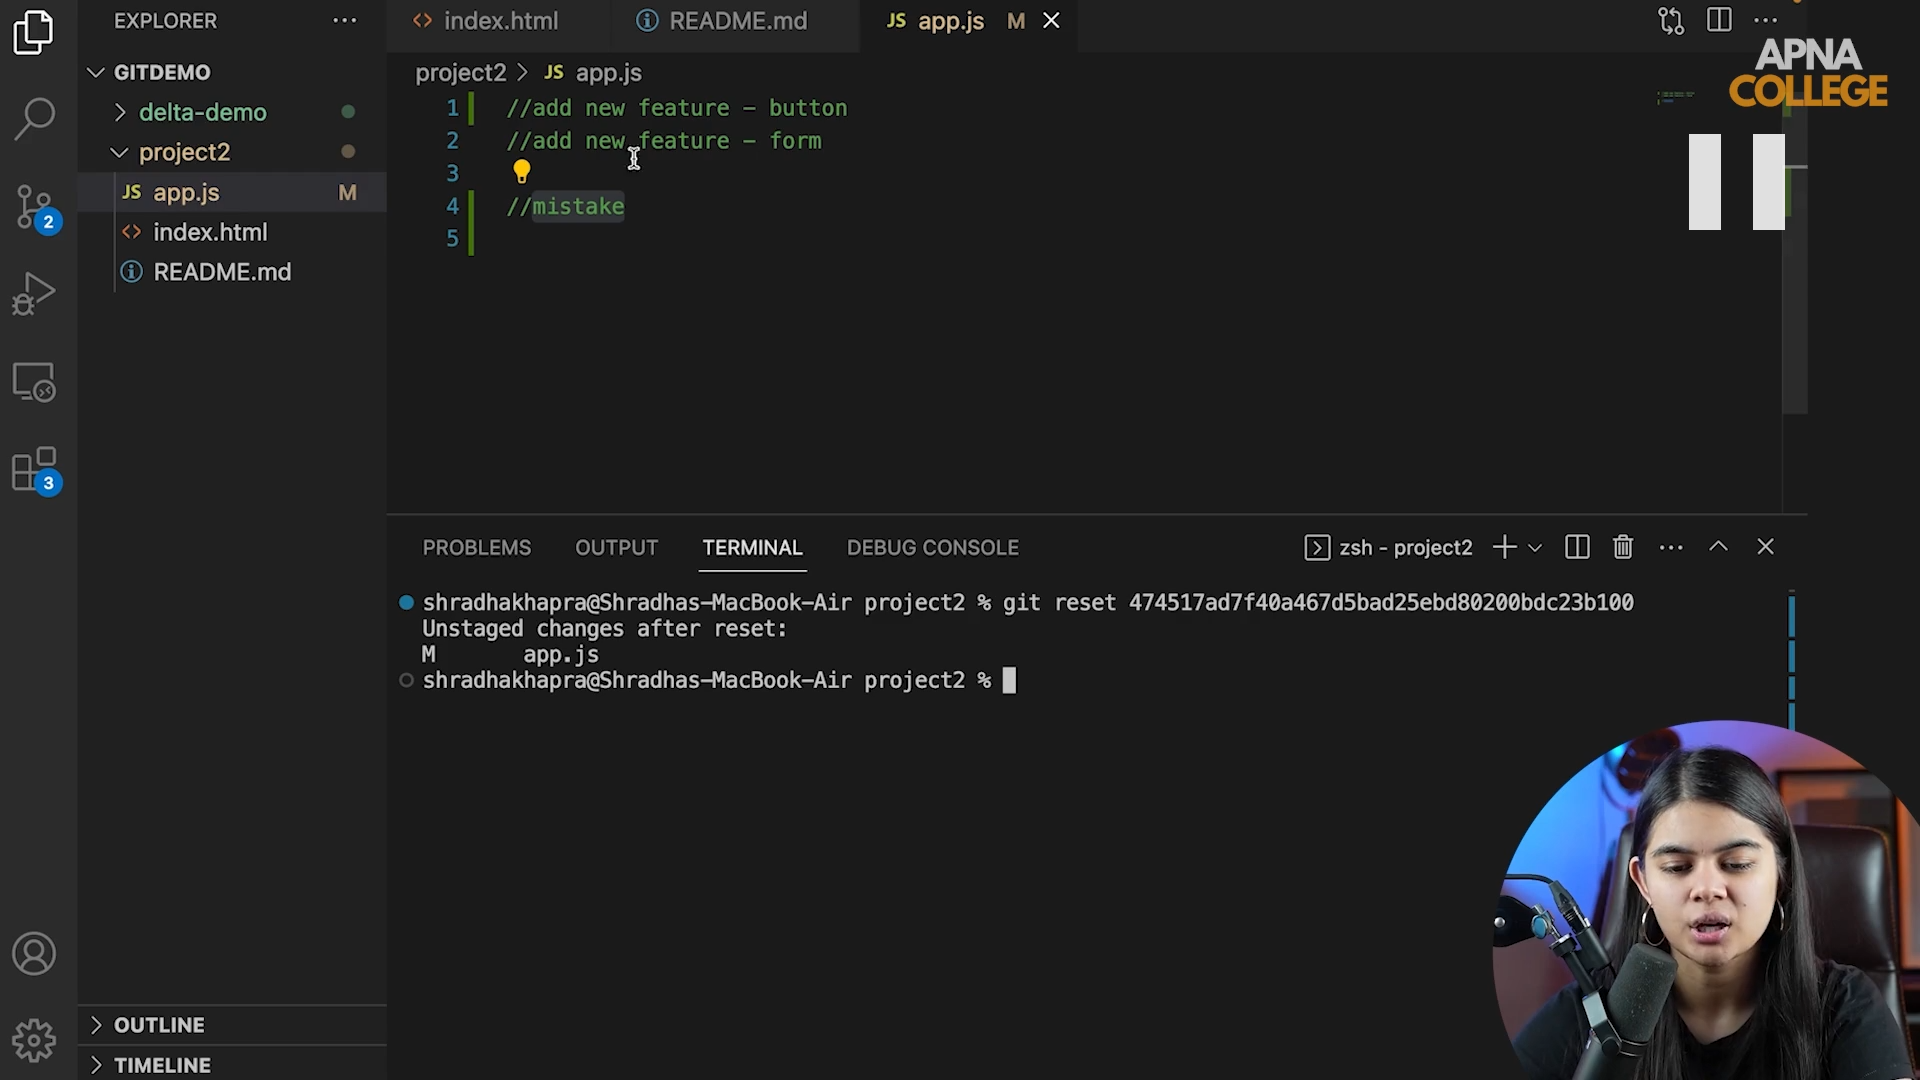 EXPLORER
GITDEMO
delta-demo
project2
JS app.js M
<> index.html
README.md
OUTLINE
TIMELINE
2
3
<> index.html
README.md
JS app.js M
project2 > JS app.js
1 //add new feature - button
2 //add new feature - form
3
4 //mistake
5
APNA
COLLEGE
PROBLEMS OUTPUT TERMINAL DEBUG CONSOLE
zsh - project2
shradhakhapra@Shradhas-MacBook-Air project2 % git reset 474517ad7f40a467d5bad25ebd80200bdc23b100
Unstaged changes after reset:
M app.js
shradhakhapra@Shradhas-MacBook-Air project2 %